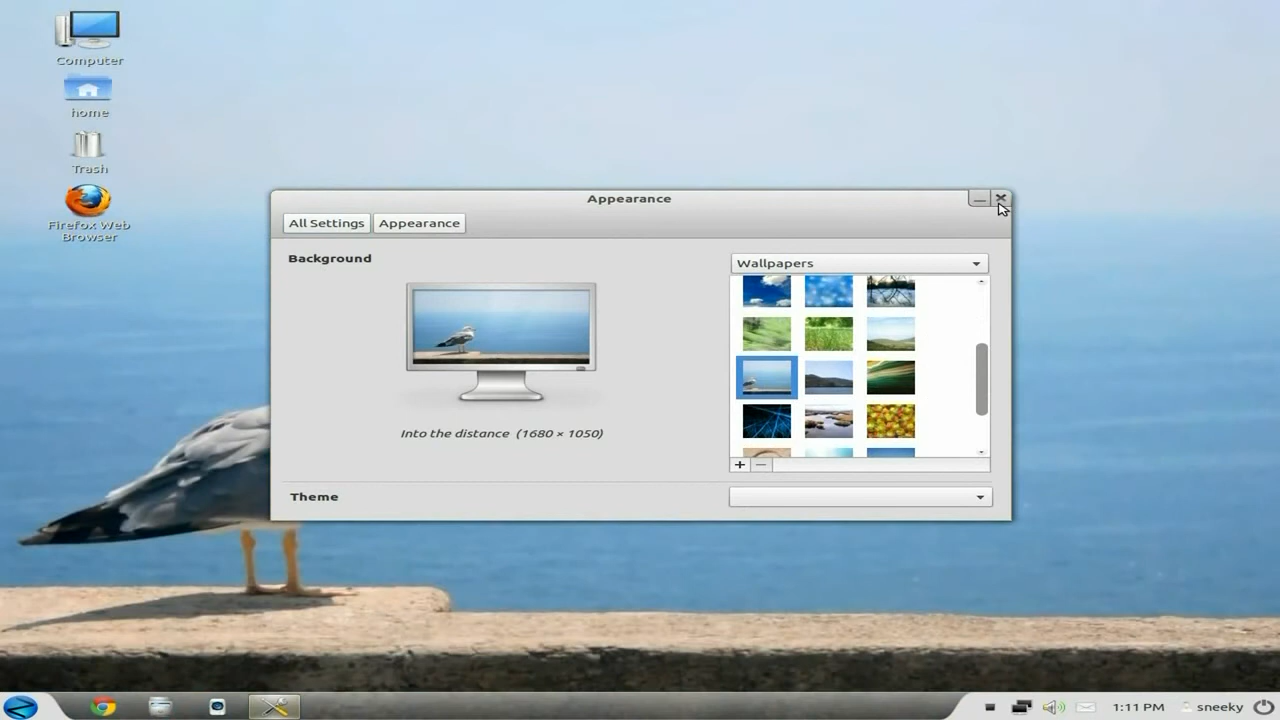 Computer
home
Trash
Firefox Web
Browser
Appearance
All Settings
Appearance
Background
Wallpapers
Into the distance (1680 × 1050)
Theme
1:11 PM
sneeky